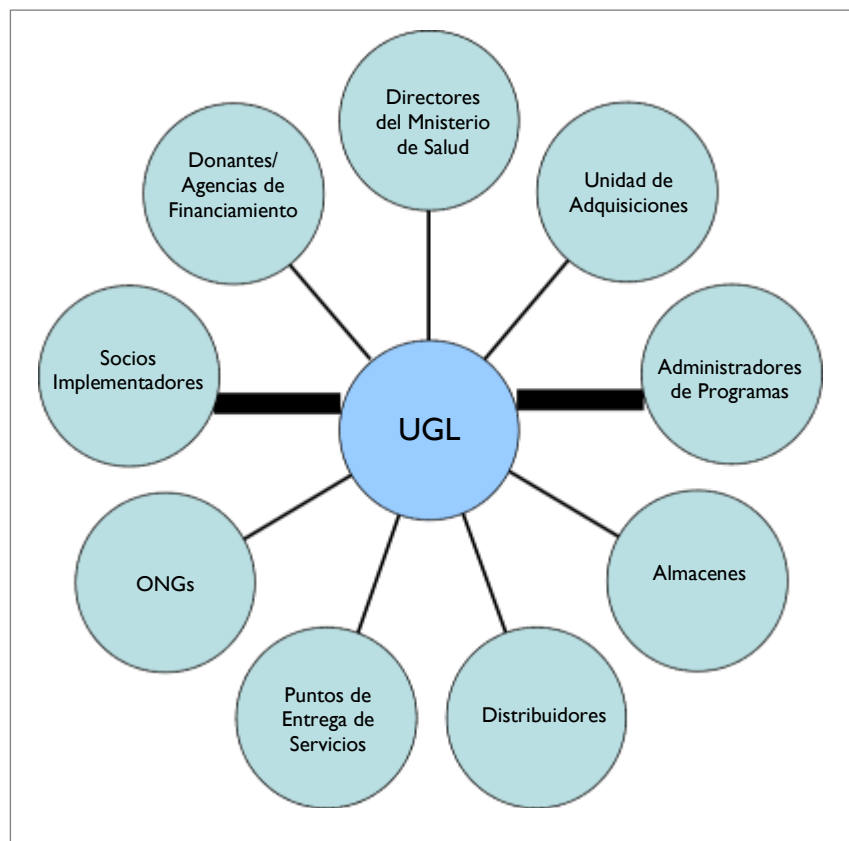 Directores
del Mnisterio
de Salud
Donantes/
Agencias de
Financiamiento
Unidad de
Adquisiciones
Socios
Implementadores
Administradores
de Programas
UGL
ONGs
Almacenes
Puntos de
Entrega de
Servicios
Distribuidores